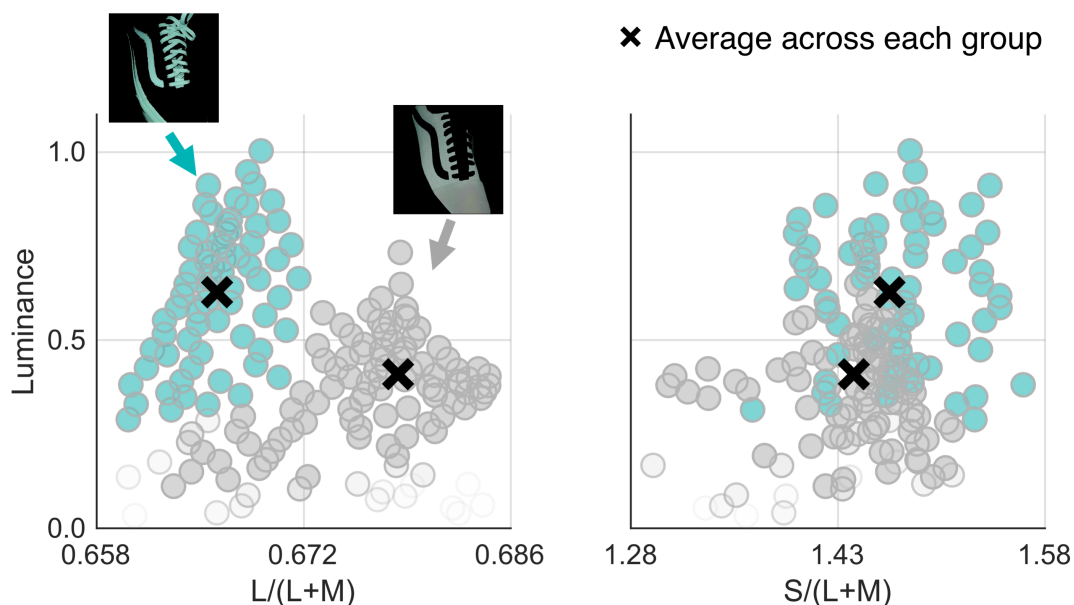 Average across each group
Luminance
1.0
0.5
0.0
0.658
0.672
0.686
L/(L+M)
1.28
1.43
1.58
S/(L+M)